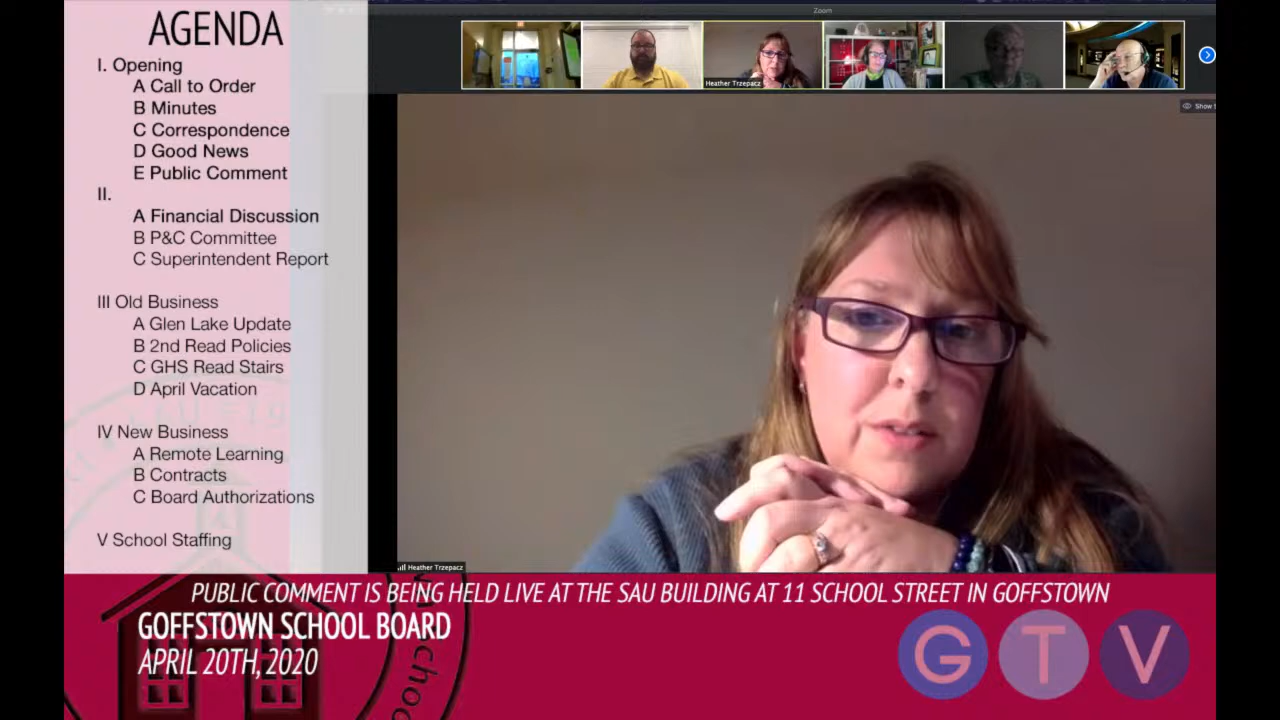 AGENDA
I. Opening
A Call to Order
B Minutes
C Correspondence
D Good News
E Public Comment
II.
A Financial Discussion
B P&C Committee
C Superintendent Report
III Old Business
A Glen Lake Update
B 2nd Read Policies
C GHS Read Stairs
D April Vacation
IV New Business
A Remote Learning
B Contracts
C Board Authorizations
V School Staffing
Zoom
Heather Trzepacz
Show
Heather Trzepacz
PUBLIC COMMENT IS BEING HELD LIVE AT THE SAU BUILDING AT 11 SCHOOL STREET IN GOFFSTOWN
GOFFSTOWN SCHOOL BOARD
APRIL 20TH, 2020
G T V